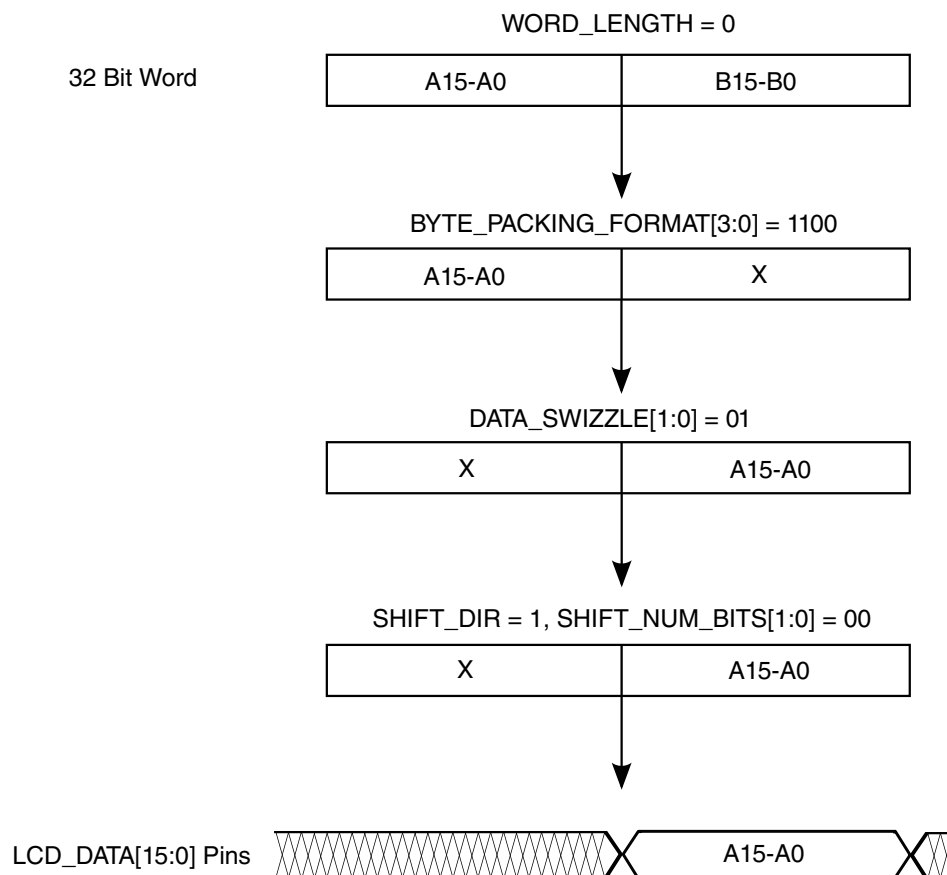 WORD_LENGTH = 0
32 Bit Word
A15-A0
B15-B0
BYTE_PACKING_FORMAT[3:0] = 1100
A15-A0
X
DATA_SWIZZLE[1:0] = 01
X
A15-A0
SHIFT_DIR = 1, SHIFT_NUM_BITS[1:0] = 00
X
A15-A0
LCD_DATA[15:0] Pins
A15-A0